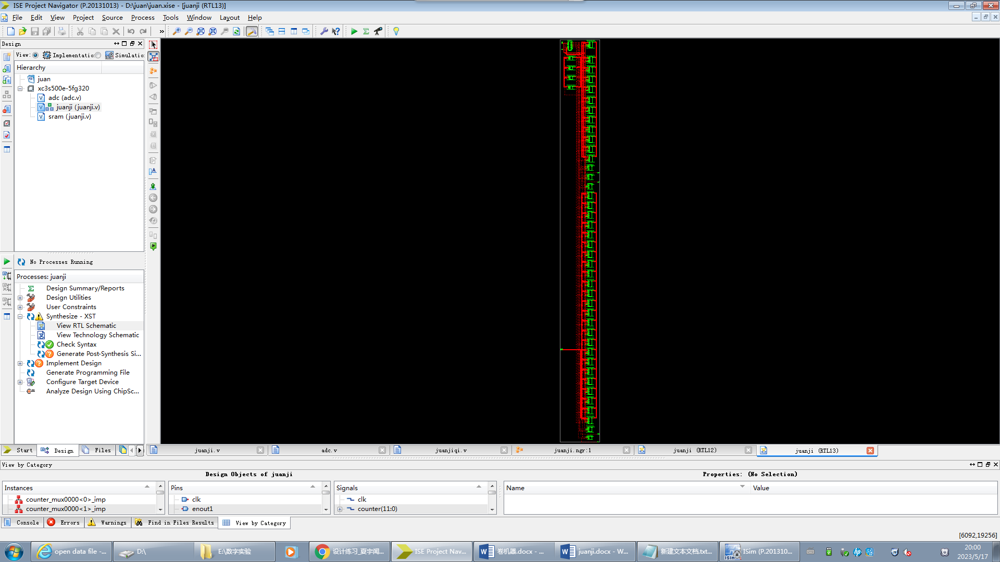 ISE Project Navigator (P.20131013) - D:\juan\juan.xise - [juanji (RTL13)]
File Edit View Project Source Process Tools Window Layout Help
Design
View: Implementatio: Simulatio:
Hierarchy
juan
xc3s500e-5fg320
adc (adc.v)
juanji (juanji.v)
sram (juanji.v)
No Processes Running
Processes: juanji
Design Summary/Reports
Design Utilities
User Constraints
Synthesize - XST
View RTL Schematic
View Technology Schematic
Check Syntax
Generate Post-Synthesis Si...
Implement Design
Generate Programming File
Configure Target Device
Analyze Design Using ChipSc...
Start Design Files
juanji.v adc.v juanjiqi.v juanji.ngr:1 juanji (RTL12) juanji (RTL13)
View by Category
Design Objects of juanji Properties: (No Selection)
Instances Pins Signals Name Value
counter_mux0000<0>_imp clk clk
counter_mux0000<1>_imp enout1 counter(11:0)
Console Errors Warnings Find in Files Results View by Category
[6092,19256]
open data file -... D:\ E:\数字实验 设计练习_夏宇闻... ISE Project Nav... 卷机器.docx - ... juanji.docx - W... 新建文本文档.txt... ISim (P.201310...
20:00
2023/5/17